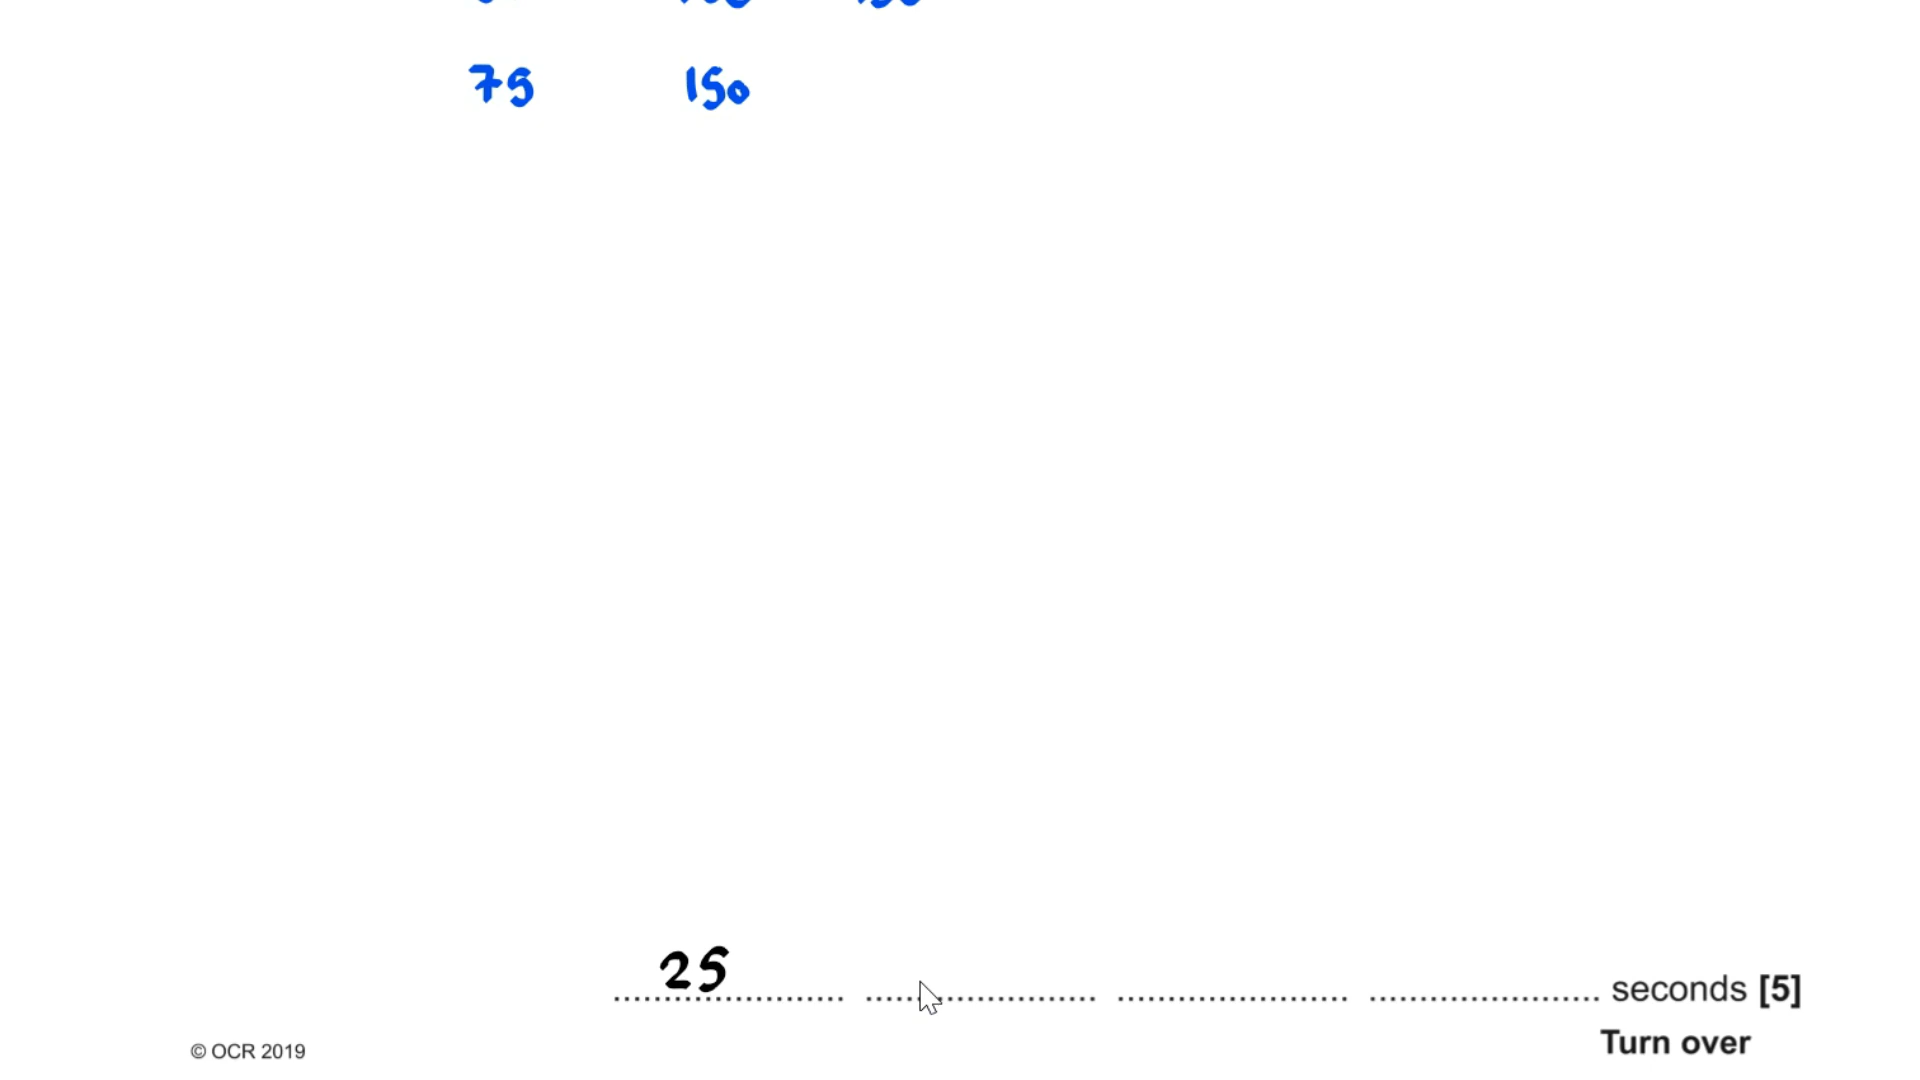 75 150
25
.................... .................... .................... .................... seconds [5]
© OCR 2019
Turn over